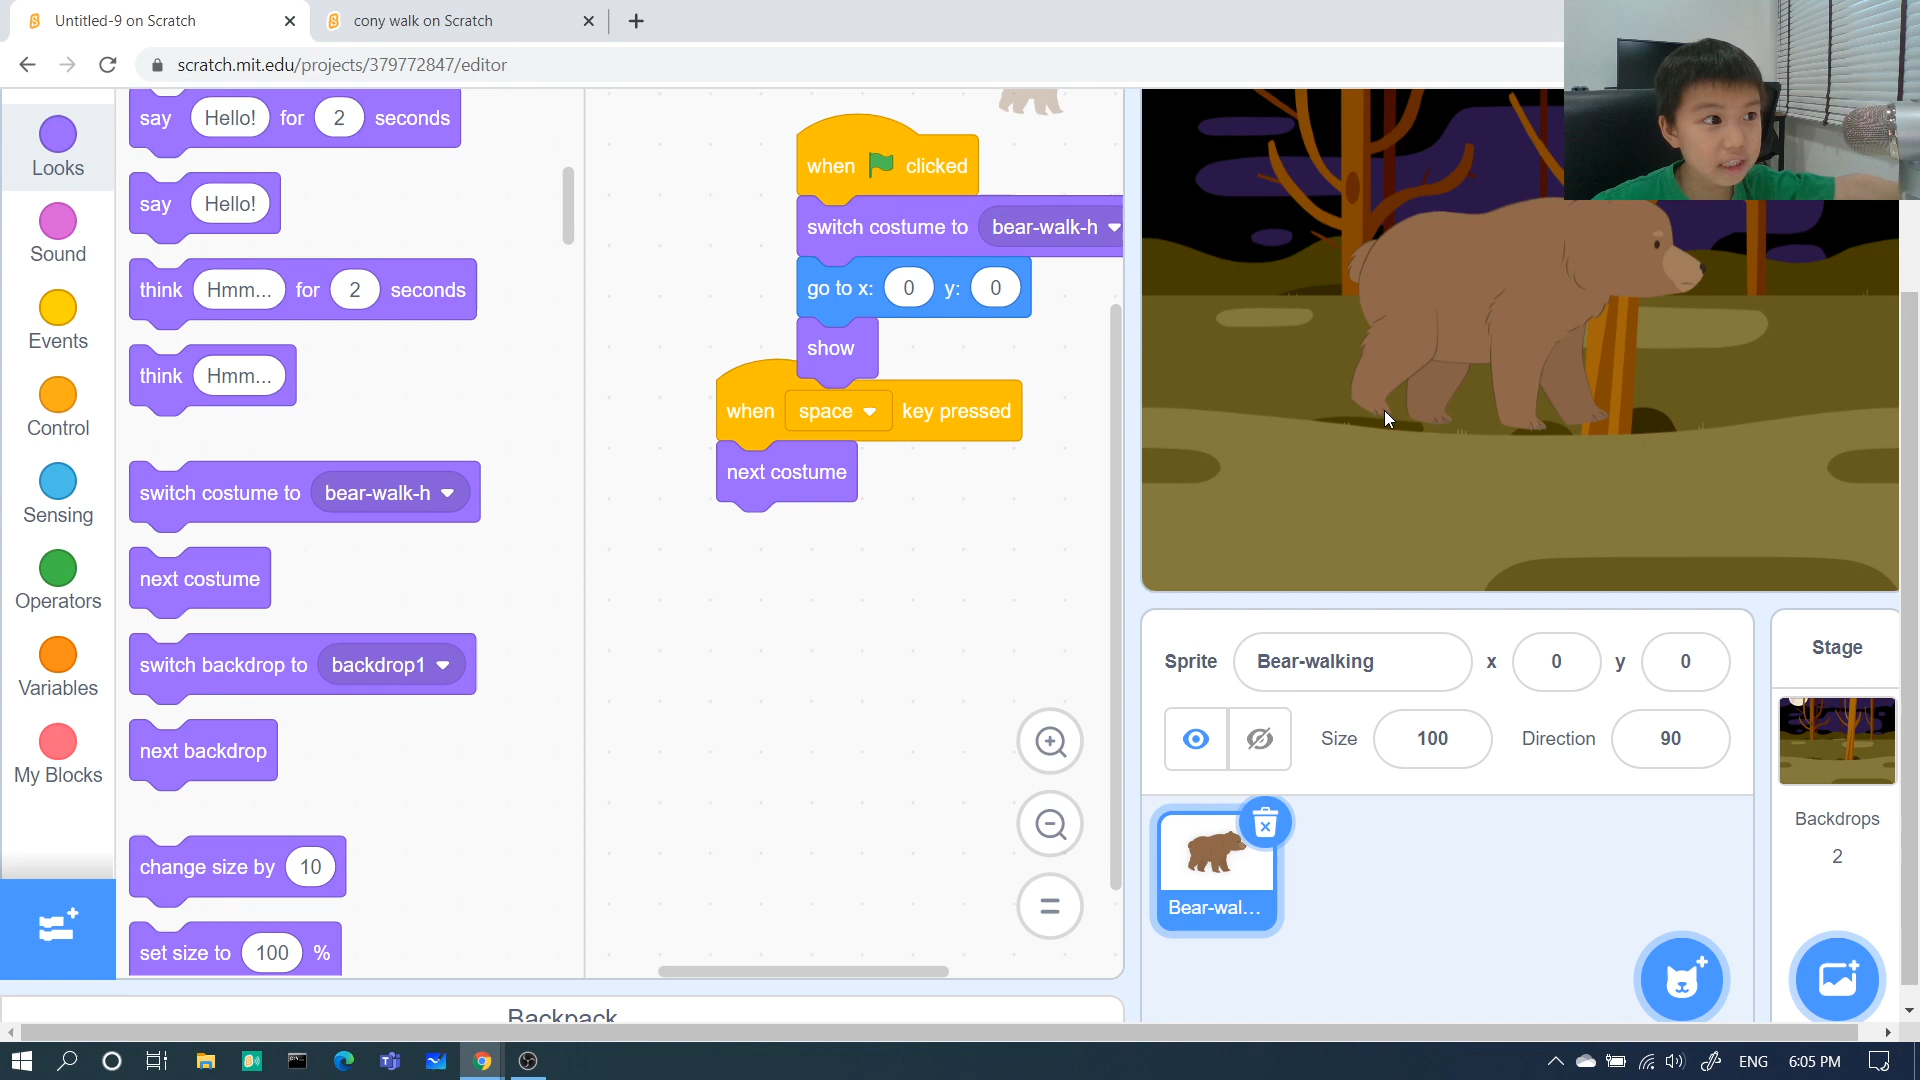 Untitled-9 on Scratch
cony walk on Scratch
scratch.mit.edu/projects/379772847/editor
Looks
Sound
Events
Control
Sensing
Operators
Variables
My Blocks
say Hello! for 2 seconds
say Hello!
think Hmm... for 2 seconds
think Hmm...
switch costume to bear-walk-h
next costume
switch backdrop to backdrop1
next backdrop
change size by 10
set size to 100 %
when clicked
switch costume to bear-walk-h
go to x: 0 y: 0
show
when space key pressed
next costume
Backpack
Sprite Bear-walking x 0 y 0
Size 100 Direction 90
Bear-wal...
Stage
Backdrops
2
ENG 6:05 PM